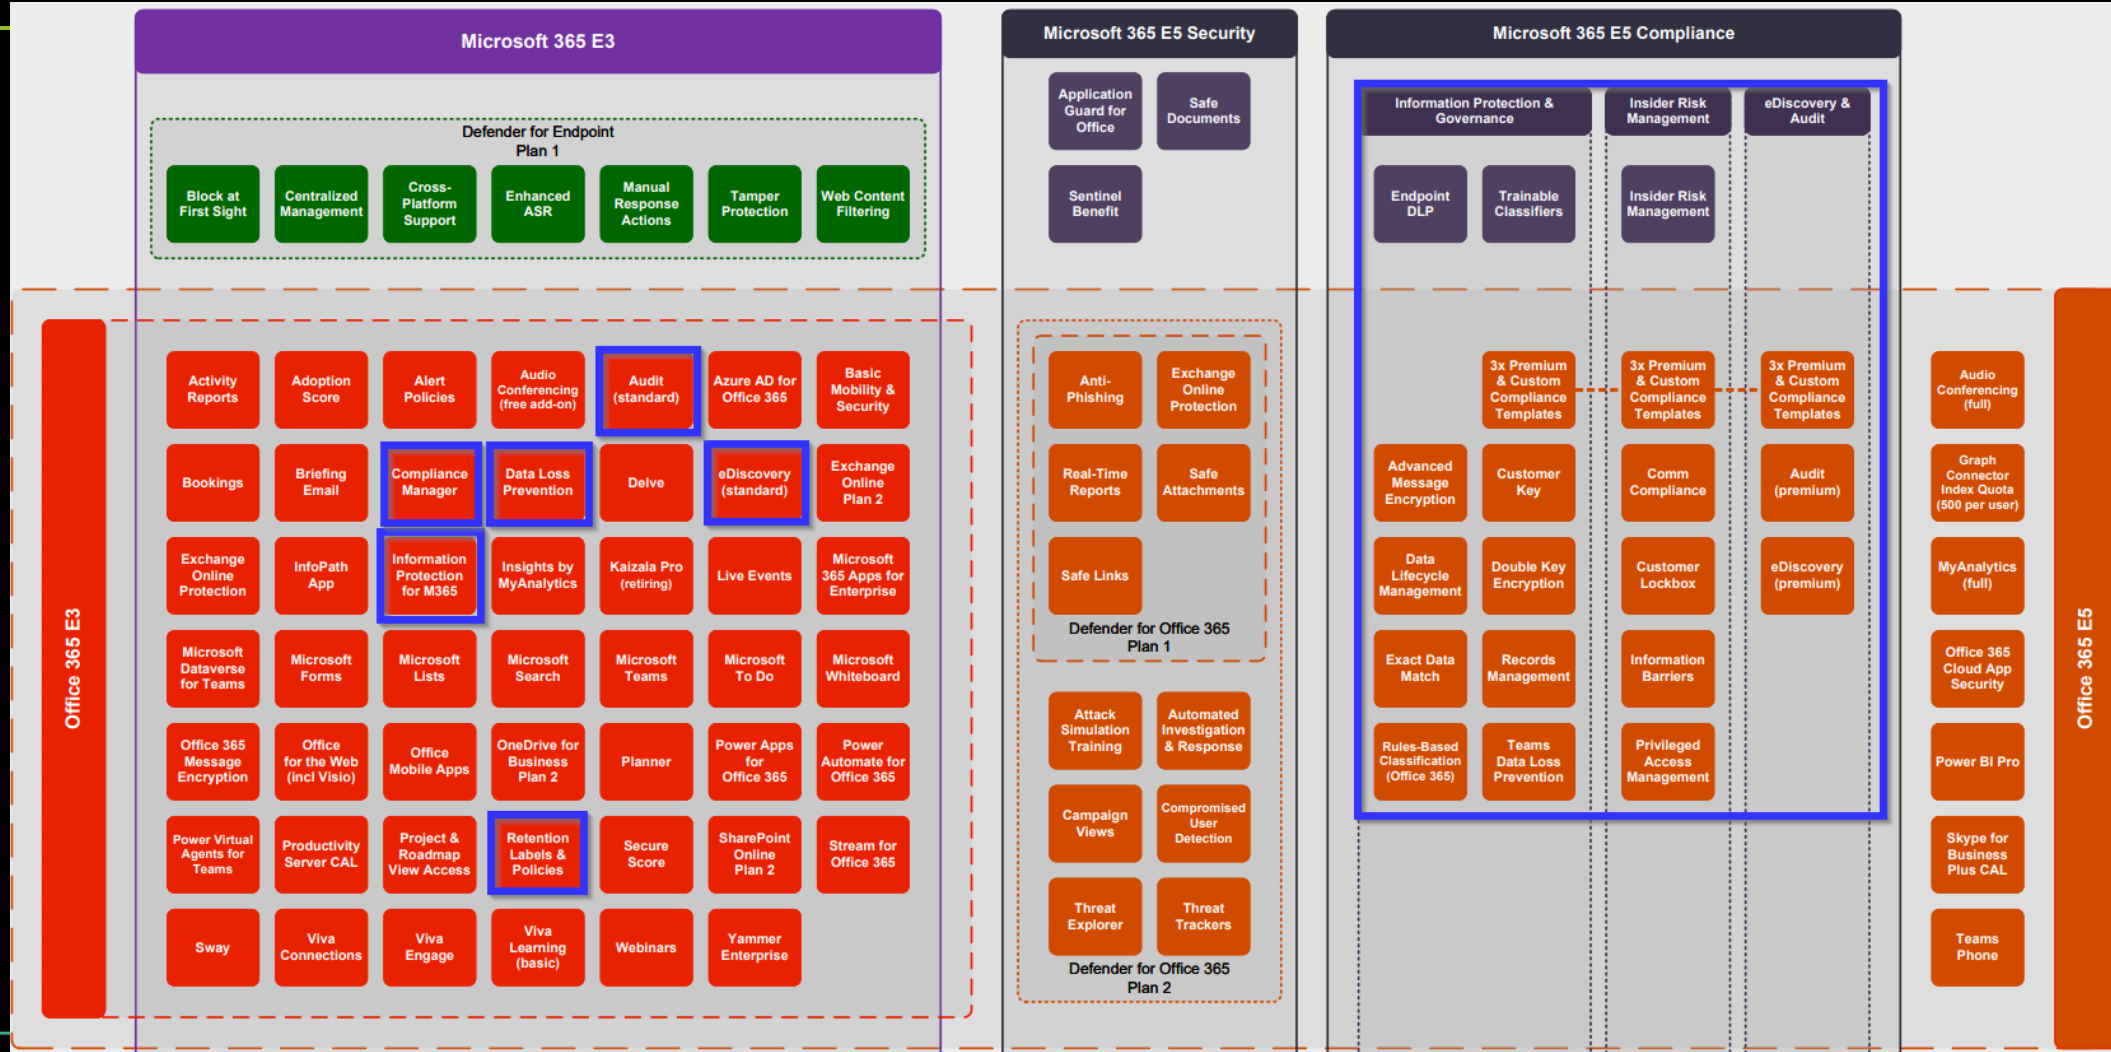 Microsoft 365 E3
Defender for Endpoint
Plan 1
Block at
First Sight
Centralized
Management
Cross-
Platform
Support
Enhanced
ASR
Manual
Response
Actions
Tamper
Protection
Web Content
Filtering
Office 365 E3
Activity
Reports
Adoption
Score
Alert
Policies
Audio
Conferencing
(free add-on)
Audit
(standard)
Azure AD for
Office 365
Basic
Mobility &
Security
Bookings
Briefing
Email
Compliance
Manager
Data Loss
Prevention
Delve
eDiscovery
(standard)
Exchange
Online
Plan 2
Exchange
Online
Protection
InfoPath
App
Information
Protection
for M365
Insights by
MyAnalytics
Kaizala Pro
(retiring)
Live Events
Microsoft
365 Apps for
Enterprise
Microsoft
Dataverse
for Teams
Microsoft
Forms
Microsoft
Lists
Microsoft
Search
Microsoft
Teams
Microsoft
To Do
Microsoft
Whiteboard
Office 365
Message
Encryption
Office
for the Web
(incl Visio)
Office
Mobile Apps
OneDrive for
Business
Plan 2
Planner
Power Apps
for
Office 365
Power
Automate for
Office 365
Power Virtual
Agents for
Teams
Productivity
Server CAL
Project &
Roadmap
View Access
Retention
Labels &
Policies
Secure
Score
SharePoint
Online
Plan 2
Stream for
Office 365
Sway
Viva
Connections
Viva
Engage
Viva
Learning
(basic)
Webinars
Yammer
Enterprise
Microsoft 365 E5 Security
Application
Guard for
Office
Safe
Documents
Sentinel
Benefit
Anti-
Phishing
Exchange
Online
Protection
Real-Time
Reports
Safe
Attachments
Safe Links
Defender for Office 365
Plan 1
Attack
Simulation
Training
Automated
Investigation
& Response
Campaign
Views
Compromised
User
Detection
Threat
Explorer
Threat
Trackers
Defender for Office 365
Plan 2
Microsoft 365 E5 Compliance
Information Protection &
Governance
Insider Risk
Management
eDiscovery &
Audit
Endpoint
DLP
Trainable
Classifiers
Insider Risk
Management
3x Premium
& Custom
Compliance
Templates
3x Premium
& Custom
Compliance
Templates
3x Premium
& Custom
Compliance
Templates
Advanced
Message
Encryption
Customer
Key
Comm
Compliance
Audit
(premium)
Data
Lifecycle
Management
Double Key
Encryption
Customer
Lockbox
eDiscovery
(premium)
Exact Data
Match
Records
Management
Information
Barriers
Rules-Based
Classification
(Office 365)
Teams
Data Loss
Prevention
Privileged
Access
Management
Audio
Conferencing
(full)
Graph
Connector
Index Quota
(500 per user)
MyAnalytics
(full)
Office 365
Cloud App
Security
Power BI Pro
Skype for
Business
Plus CAL
Teams
Phone
Office 365 E5